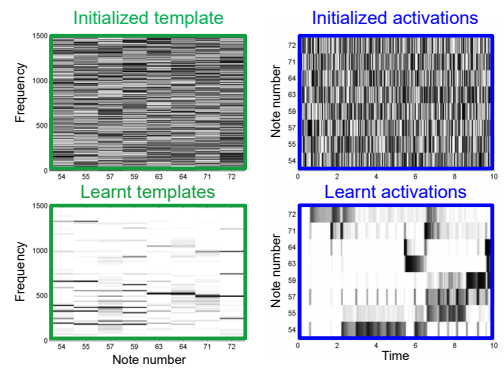 Initialized template
Initialized activations
Frequency
1500
1000
500
0
54 55 57 59 63 64 71 72
Note number
72
71
64
63
59
57
55
54
0 2 4 6 8 10
Learnt templates
Learnt activations
Frequency
1500
1000
500
0
54 55 57 59 63 64 71 72
Note number
Note number
72
71
64
63
59
57
55
54
0 2 4 6 8 10
Time